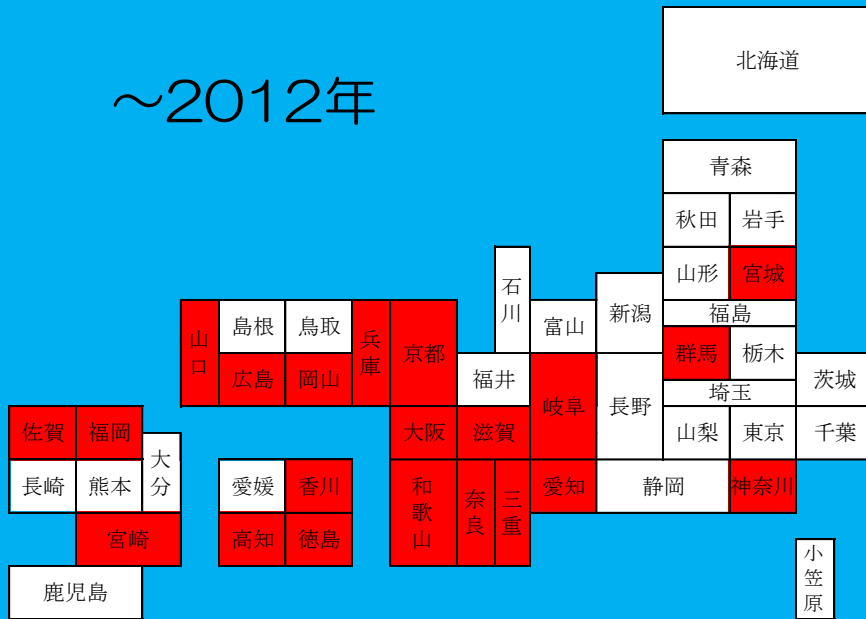 ～2012年
北海道
青森
秋田
岩手
山形
宮城
石川
新潟
福島
山口
島根
鳥取
兵庫
京都
富山
群馬
栃木
広島
岡山
福井
岐阜
長野
埼玉
茨城
佐賀
福岡
大阪
滋賀
山梨
東京
千葉
大分
長崎
熊本
愛媛
香川
和歌山
奈良
三重
愛知
静岡
神奈川
宮崎
高知
徳島
小笠原
鹿児島